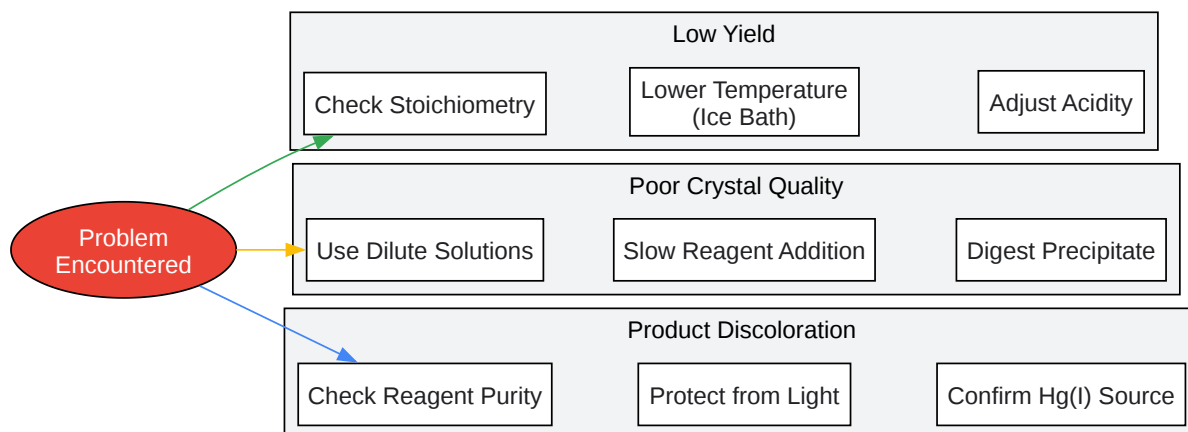 Low Yield
Check Stoichiometry
Lower Temperature
(Ice Bath)
Adjust Acidity
Poor Crystal Quality
Problem
Encountered
Use Dilute Solutions
Slow Reagent Addition
Digest Precipitate
Product Discoloration
Check Reagent Purity
Protect from Light
Confirm Hg(I) Source